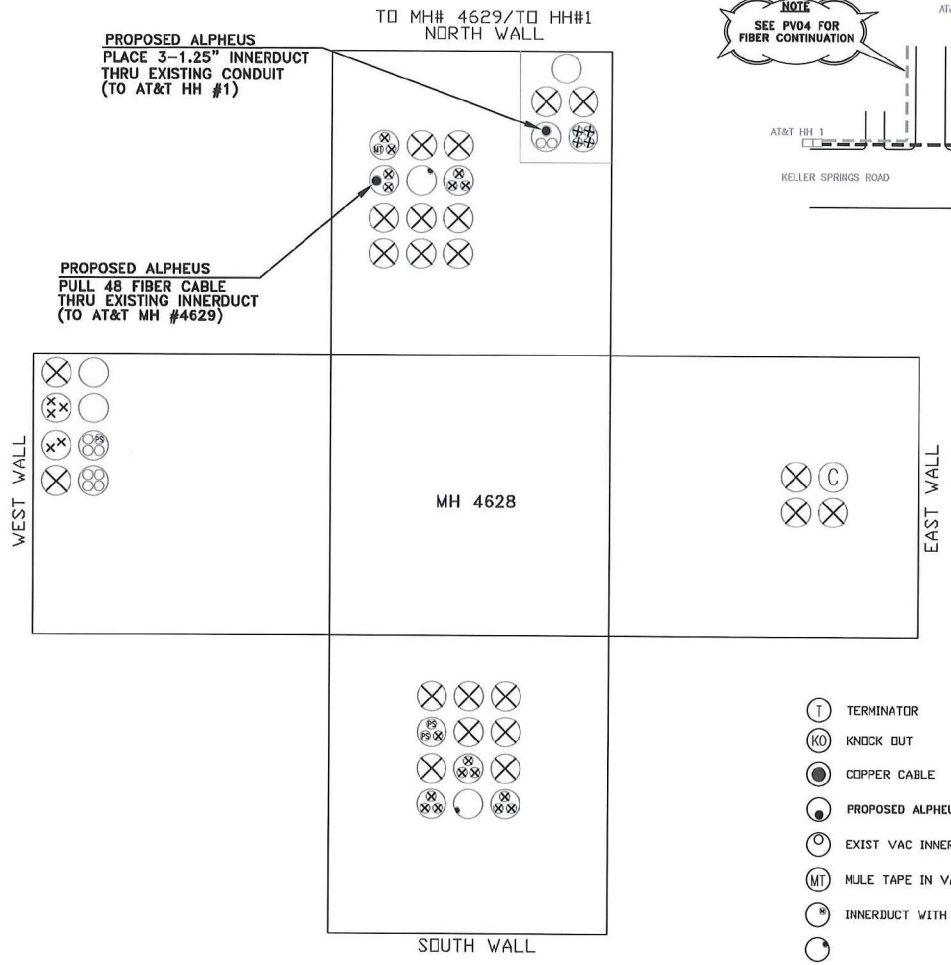 TO MH# 4629/TO HH#1
NORTH WALL
PROPOSED ALPHEUS
PLACE 3-1.25" INNERDUCT
THRU EXISTING CONDUIT
(TO AT&T HH #1)
NOTE
SEE PV04 FOR
FIBER CONTINUATION
AT&
AT&T HH 1
KELLER SPRINGS ROAD
MT
PROPOSED ALPHEUS
PULL 48 FIBER CABLE
THRU EXISTING INNERDUCT
(TO AT&T MH #4629)
WEST WALL
PS
MH 4628
C
EAST WALL
PS
PS
SOUTH WALL
T TERMINATOR
KO KNOCK OUT
COPPER CABLE
PROPOSED ALPHEU
EXIST VAC INNER
MT MULE TAPE IN VA
INNERDUCT WITH